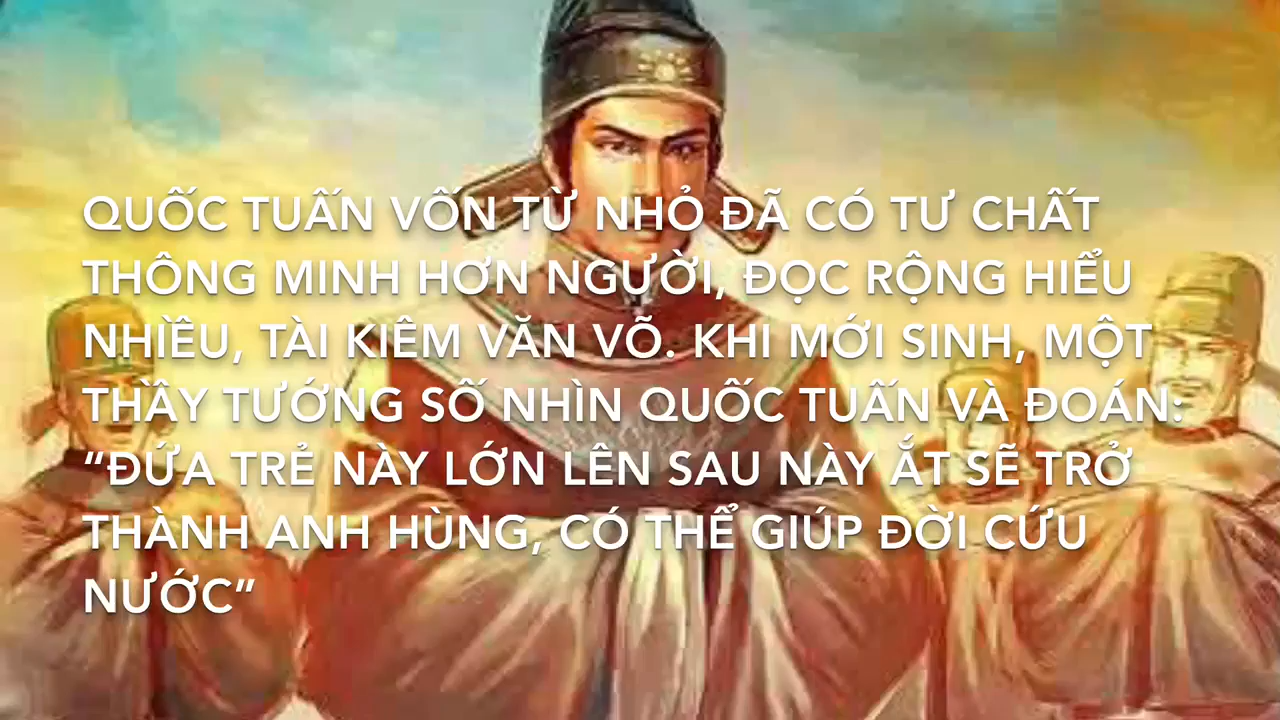 QUỐC TUẤN VỐN TỪ NHỎ ĐÃ CÓ TƯ CHẤT
THÔNG MINH HƠN NGƯỜI, ĐỌC RỘNG HIỂU
NHIỀU, TÀI KIÊM VĂN VÕ. KHI MỚI SINH, MỘT
THẦY TƯỚNG SỐ NHÌN QUỐC TUẤN VÀ ĐOÁN:
“ĐỨA TRẺ NÀY LỚN LÊN SAU NÀY ẮT SẼ TRỞ
THÀNH ANH HÙNG, CÓ THỂ GIÚP ĐỜI CỨU
NƯỚC”